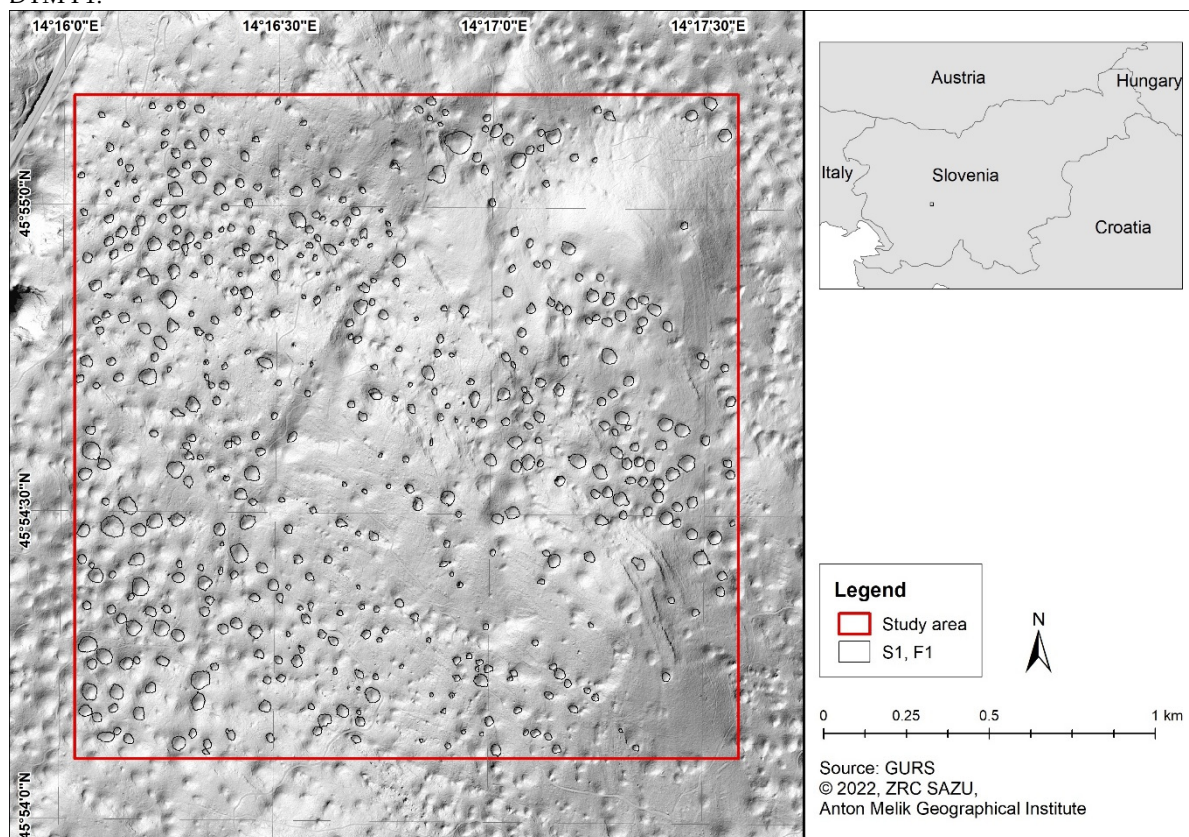 14°16'0"E 14°16'30"E 14°17'0"E 14°17'30"E
45°55'0"N
45°54'30"N
45°54'0"N
Austria
Hungary
Italy
Slovenia
Croatia
Legend
Study area
S1, F1
N
0 0.25 0.5 1 km
Source: GURS
© 2022, ZRC SAZU,
Anton Melik Geographical Institute